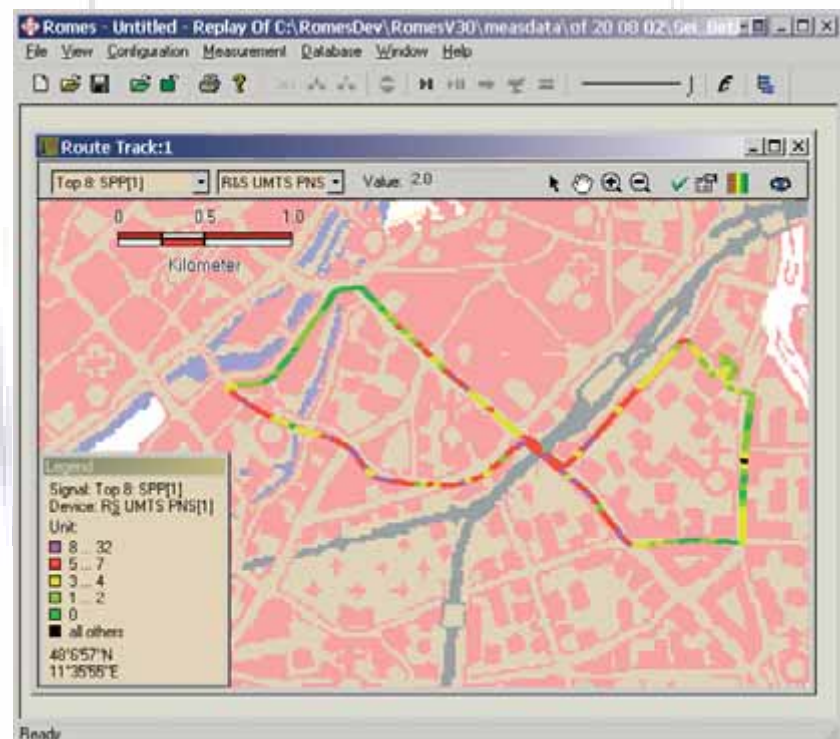 Romes - Untitled - Replay Of C:\RomesDev\RomesV30\measdata\of 20 08 02\
File View Configuration Measurement Database Window Help
Route Track:1
Top 8: SPP[1] R&S UMTS PNS Value: 2.0
0 0.5 1.0
Kilometer
Legend
Signal: Top 8: SPP[1]
Device: R&S UMTS PNS[1]
Unit:
8 ... 32
5 ... 7
3 ... 4
1 ... 2
0
all others
48°6'57"N
11°35'55"E
Ready